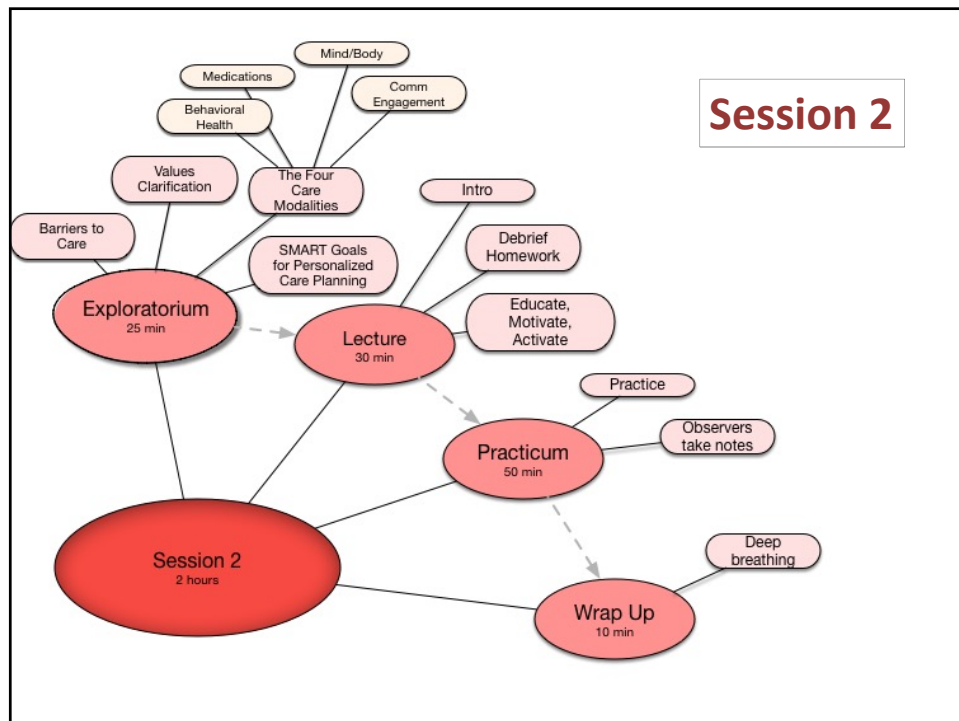 Mind/Body
Medications
Comm
Engagement
Behavioral
Health
Session 2
Values
Clarification
The Four
Care
Modalities
Intro
Barriers to
Care
SMART Goals
for Personalized
Care Planning
Debrief
Homework
Exploratorium
25 min
Educate,
Motivate,
Activate
Lecture
30 min
Practice
Observers
take notes
Practicum
50 min
Session 2
2 hours
Deep
breathing
Wrap Up
10 min